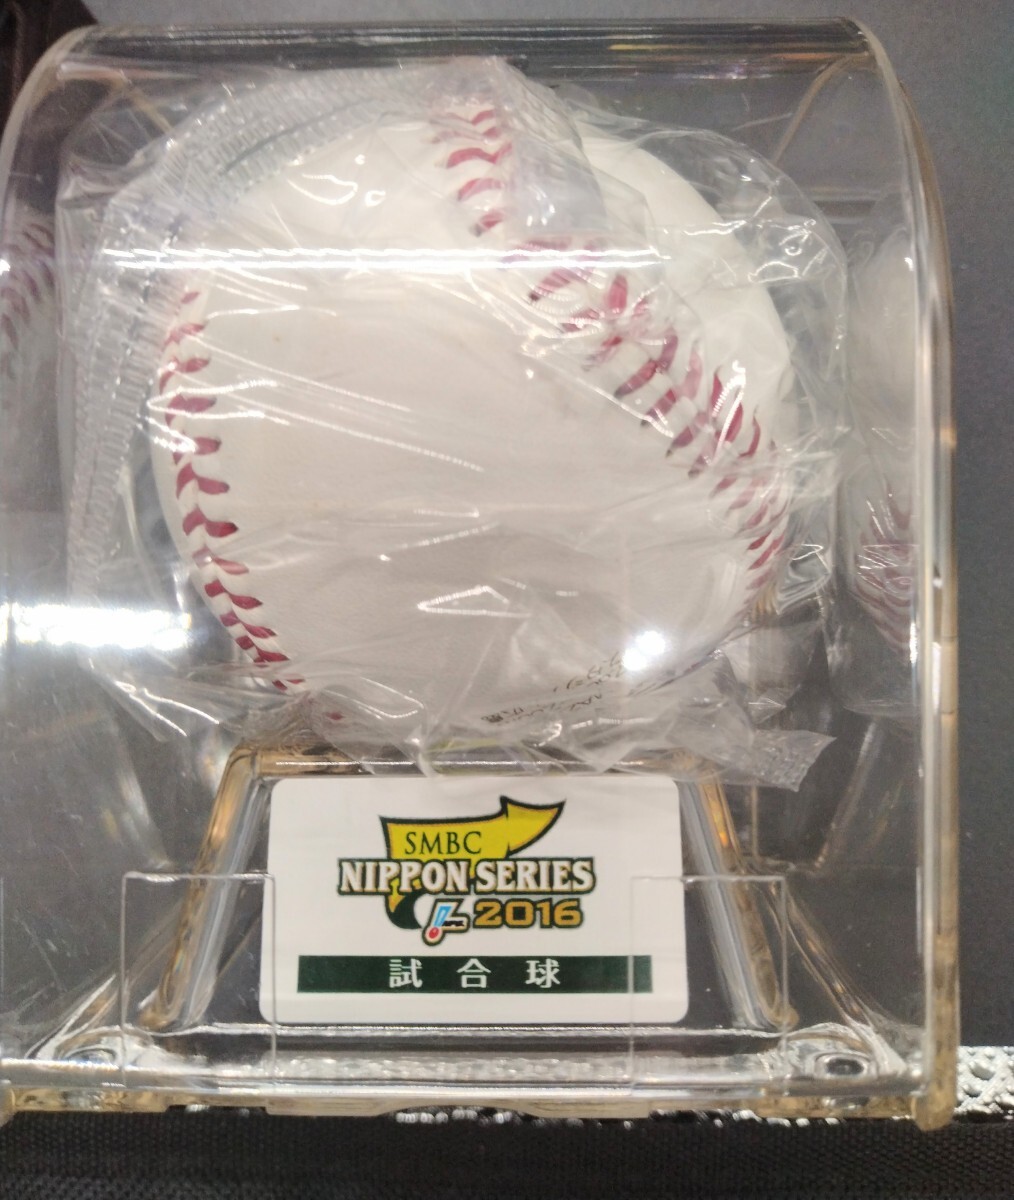 SMBC
NIPPON SERIES
2016
試合球